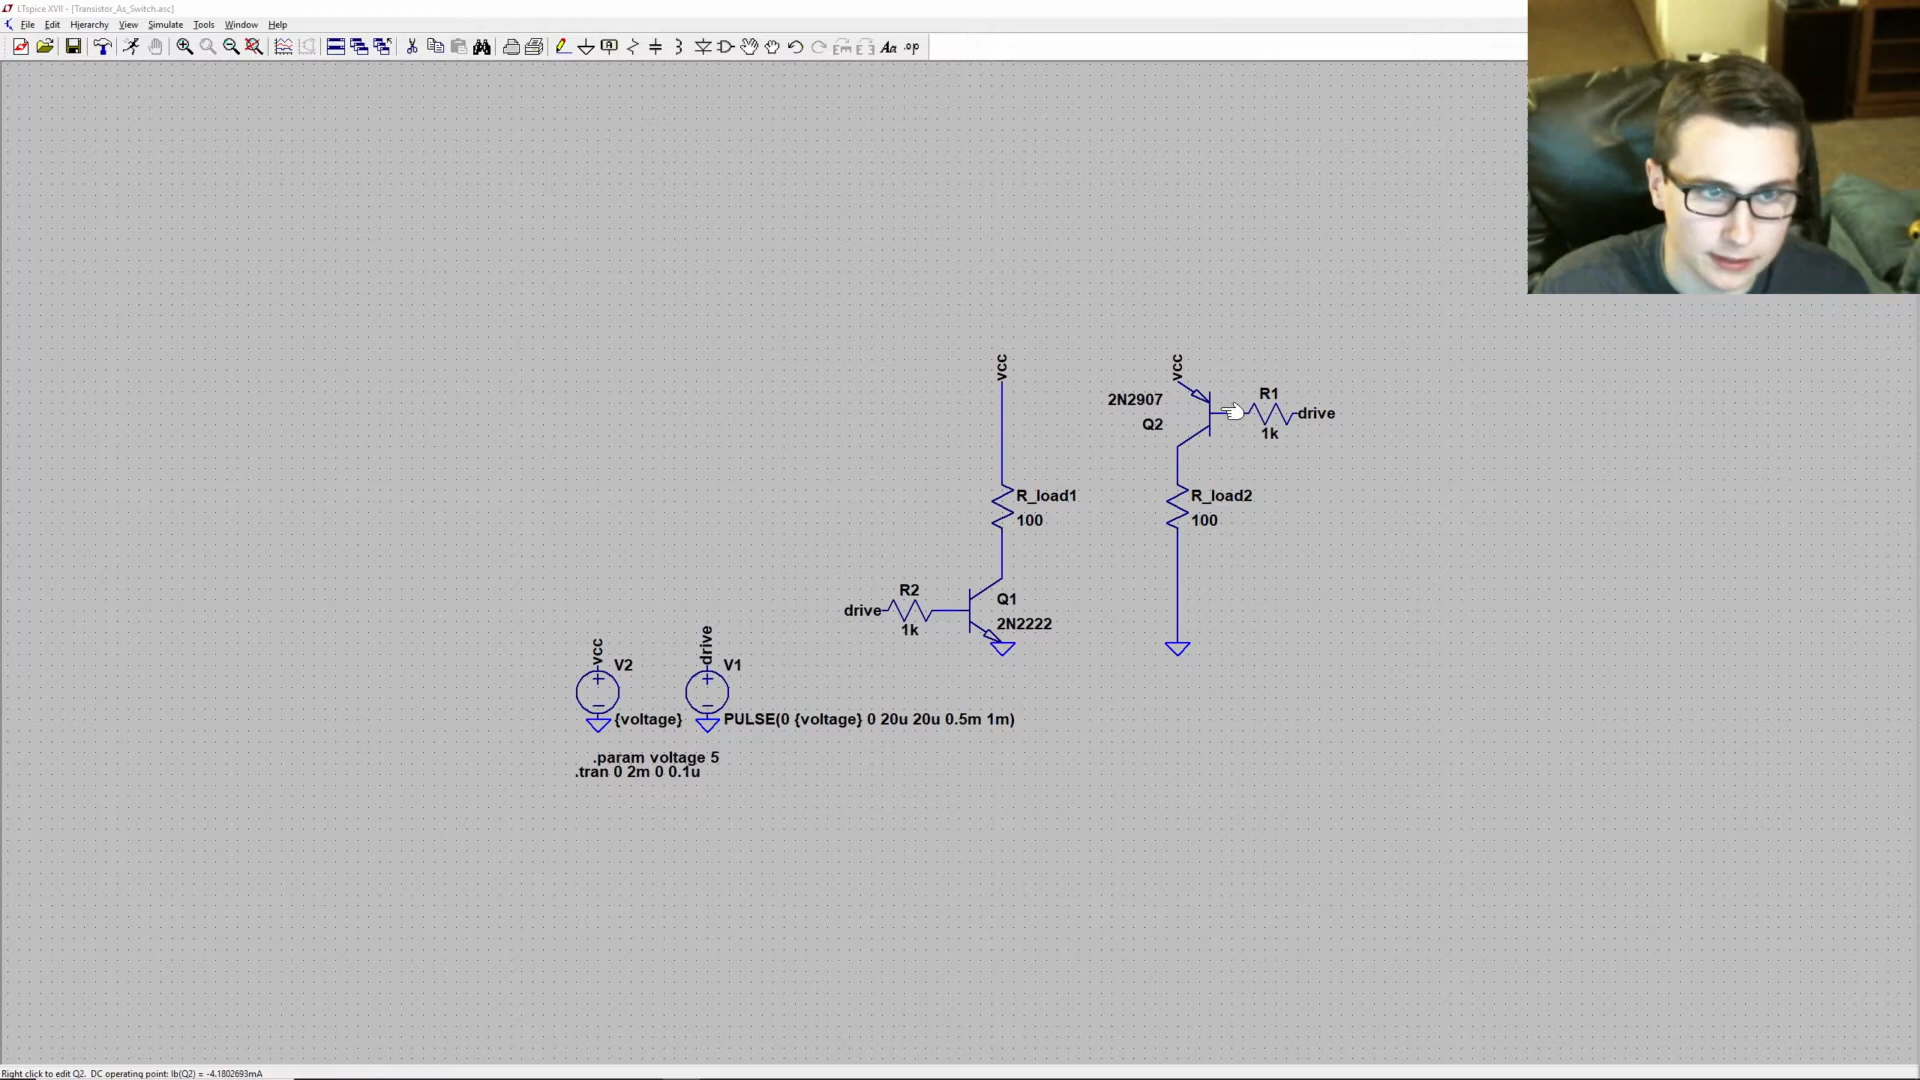 LTspice XVII - [Transistor_As_Switch.asc]
File Edit Hierarchy View Simulate Tools Window Help
Aa .op
vcc
vcc
2N2907
Q2
R1
drive
1k
R_load1
100
R_load2
100
R2
drive
1k
Q1
2N2222
vcc
V2
drive
V1
{voltage}
PULSE(0 {voltage} 0 20u 20u 0.5m 1m)
.param voltage 5
.tran 0 2m 0 0.1u
Right click to edit Q2. DC operating point: Ib(Q2) = -4.1802693mA